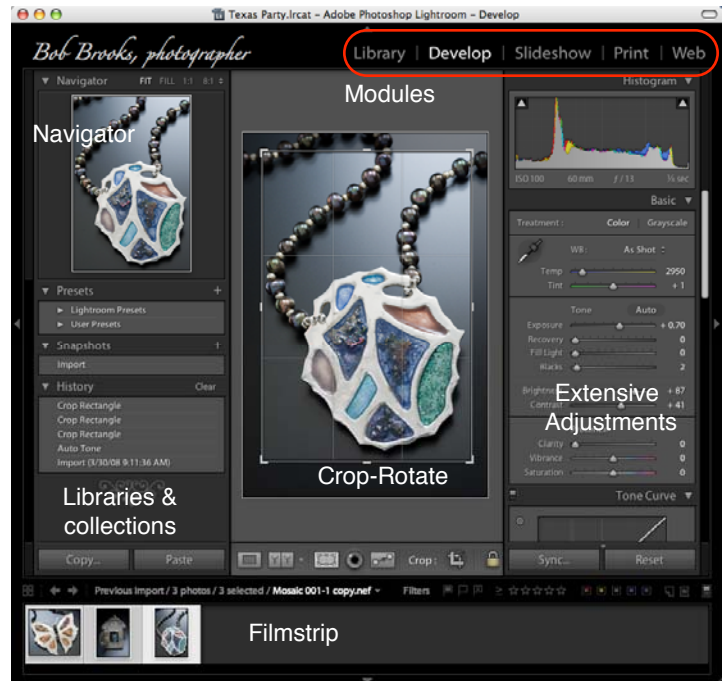 Texas Party.lrcat – Adobe Photoshop Lightroom – Develop
Bob Brooks, photographer
Library | Develop | Slideshow | Print | Web
Modules
Navigator FIT FILL 1:1 8:1
Navigator
Presets +
Lightroom Presets
User Presets
Snapshots +
Import
History Clear
Crop Rectangle
Crop Rectangle
Crop Rectangle
Auto Tone
Import (3/30/08 9:11:36 AM)
Libraries &
collections
Copy... Paste
Crop-Rotate
Crop :
Histogram
ISO 100 60 mm f / 13 sec
Basic
Treatment : Color Grayscale
WB : As Shot
Temp 2950
Tint + 1
Tone Auto
Exposure + 0.70
Recovery 0
Fill Light 0
Blacks 2
Brightness + 87
Contrast + 41
Extensive
Adjustments
Clarity 0
Vibrance 0
Saturation 0
Tone Curve
Sync... Reset
Previous Import / 3 photos / 3 selected / Mosaic 001-1 copy.nef Filters ≥
Filmstrip